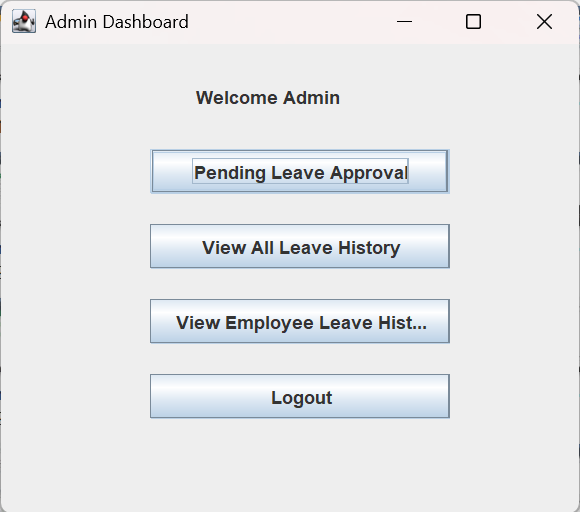 Admin Dashboard
Welcome Admin
Pending Leave Approval
View All Leave History
View Employee Leave Hist...
Logout